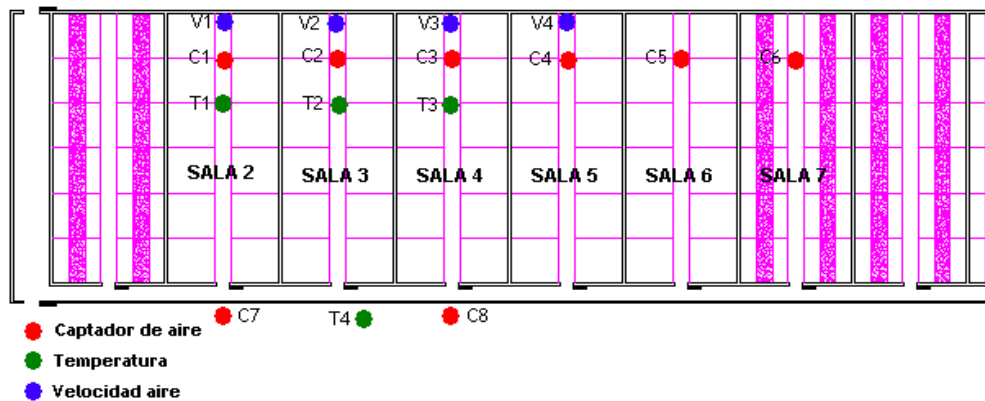 V1 V2 V3 V4
C1 C2 C3 C4 C5 C6
T1 T2 T3
SALA 2 SALA 3 SALA 4 SALA 5 SALA 6 SALA 7
C7 T4 C8
Captador de aire
Temperatura
Velocidad aire